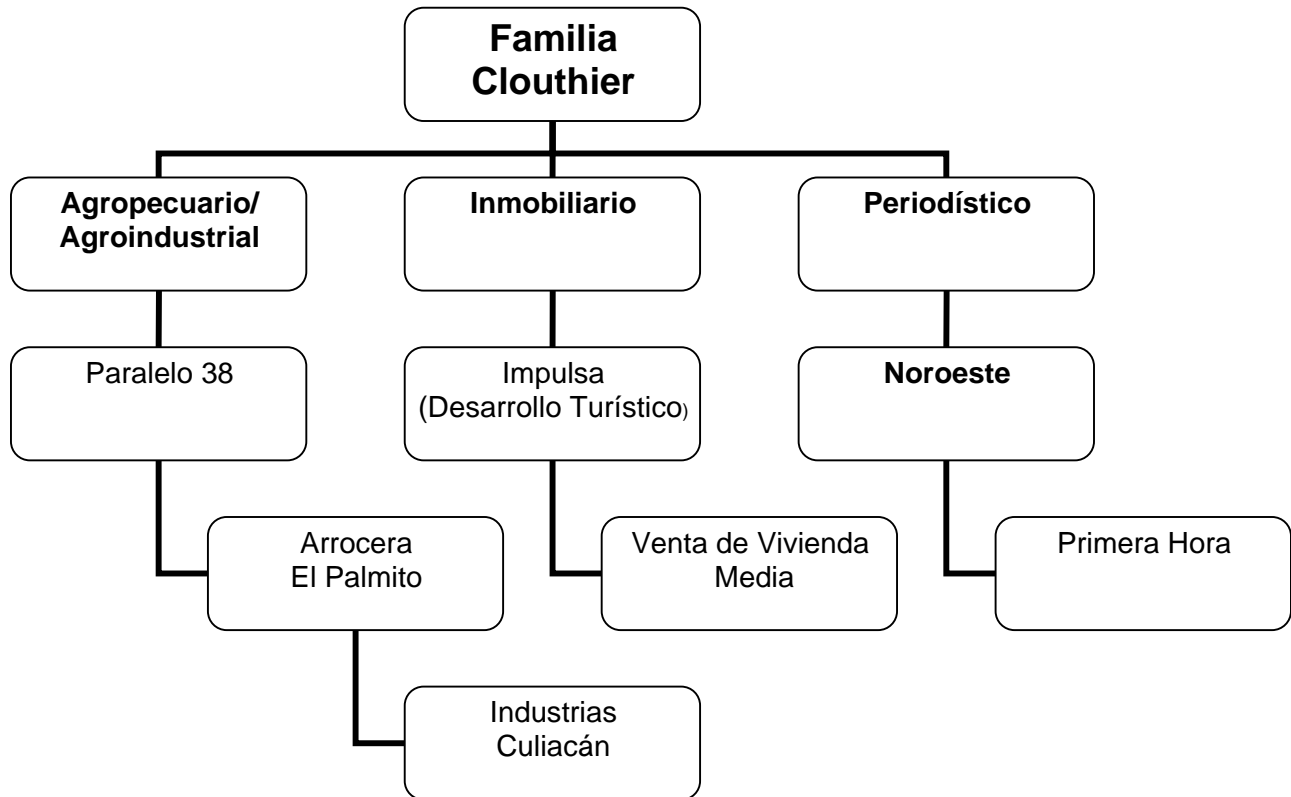 Familia
Clouthier
Agropecuario/
Agroindustrial
Inmobiliario
Periodístico
Paralelo 38
Impulsa
(Desarrollo Turístico)
Noroeste
Arrocera
El Palmito
Venta de Vivienda
Media
Primera Hora
Industrias
Culiacán